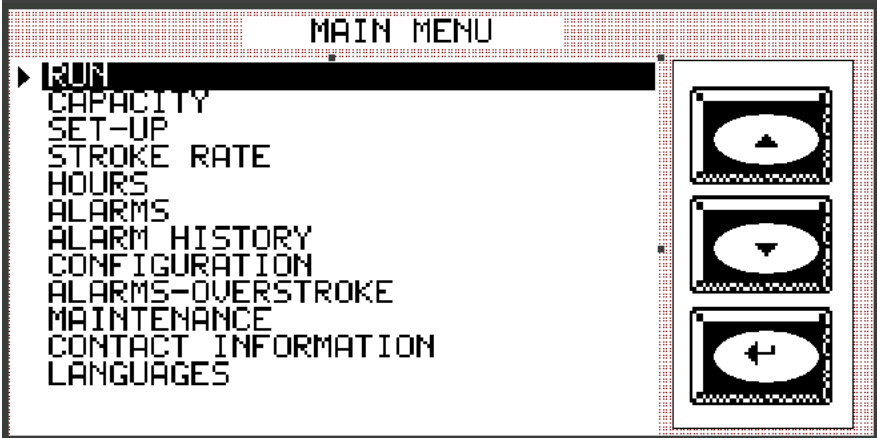 MAIN MENU
RUN
CAPACITY
SET-UP
STROKE RATE
HOURS
ALARMS
ALARM HISTORY
CONFIGURATION
ALARMS-OVERSTROKE
MAINTENANCE
CONTACT INFORMATION
LANGUAGES